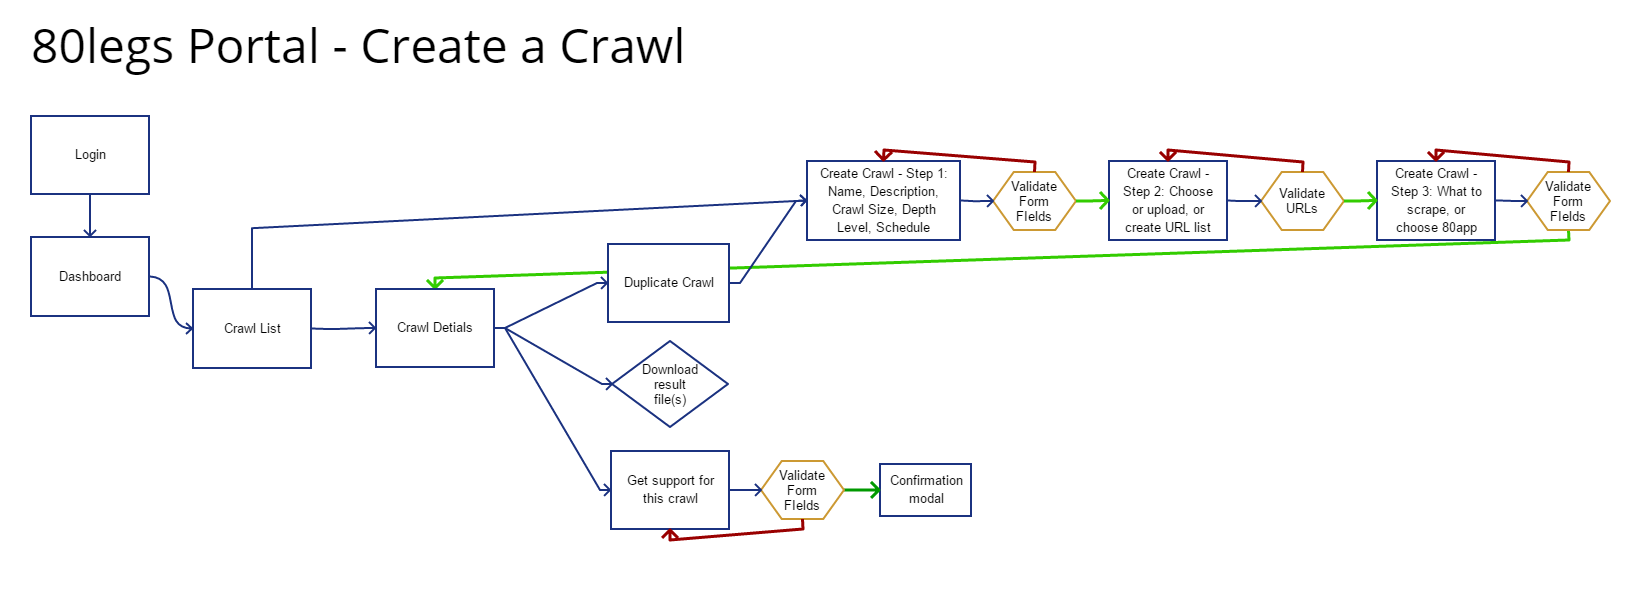 80legs Portal - Create a Crawl
Login
Dashboard
Crawl List
Crawl Detials
Duplicate Crawl
Download
result
file(s)
Get support for
this crawl
Validate
Form
FIelds
Confirmation
modal
Create Crawl - Step 1:
Name, Description,
Crawl Size, Depth
Level, Schedule
Validate
Form
FIelds
Create Crawl -
Step 2: Choose
or upload, or
create URL list
Validate
URLs
Create Crawl -
Step 3: What to
scrape, or
choose 80app
Validate
Form
FIelds